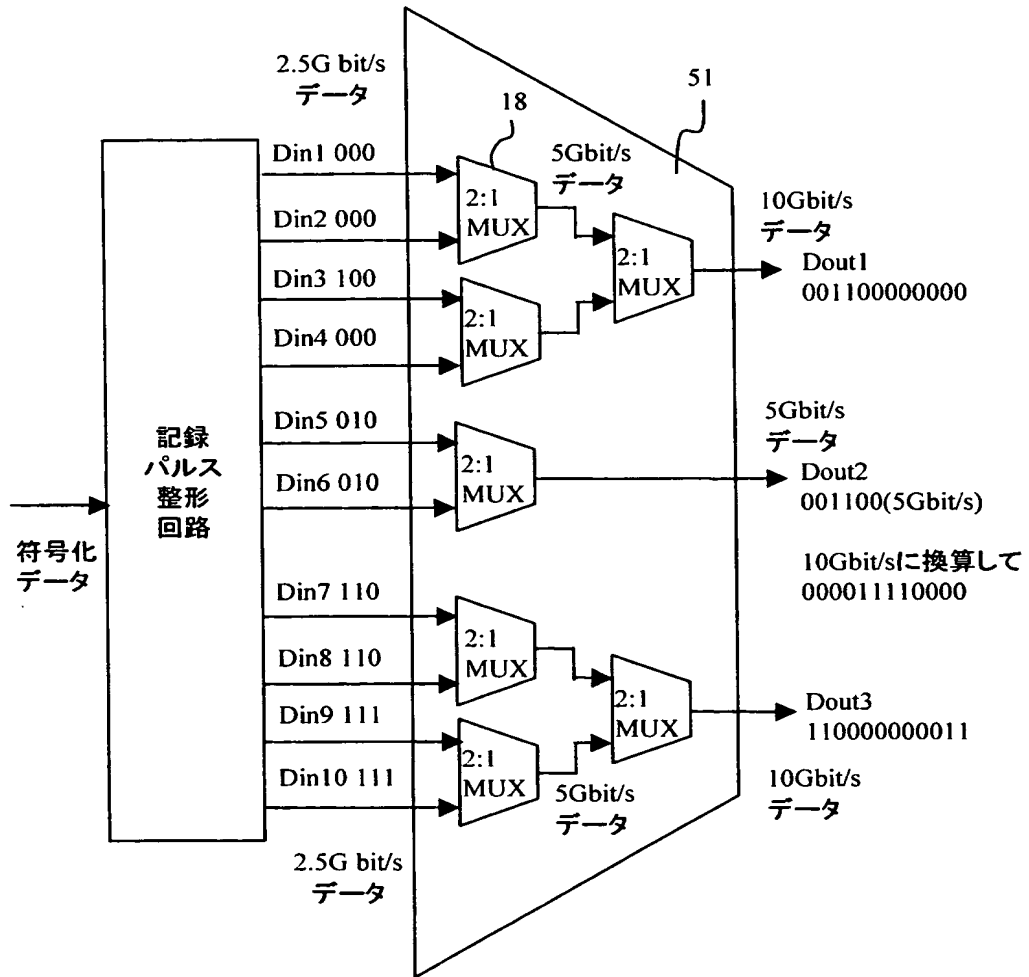 2.5G bit/s
データ
18
51
Din1 000
Din2 000
Din3 100
Din4 000
2:1
MUX
2:1
MUX
5Gbit/s
データ
2:1
MUX
10Gbit/s
データ
Dout1
001100000000
記録
パルス
整形
回路
符号化
データ
Din5 010
Din6 010
2:1
MUX
5Gbit/s
データ
Dout2
001100(5Gbit/s)
10Gbit/sに換算して
000011110000
Din7 110
Din8 110
Din9 111
Din10 111
2:1
MUX
2:1
MUX
5Gbit/s
データ
2:1
MUX
Dout3
110000000011
10Gbit/s
データ
2.5G bit/s
データ